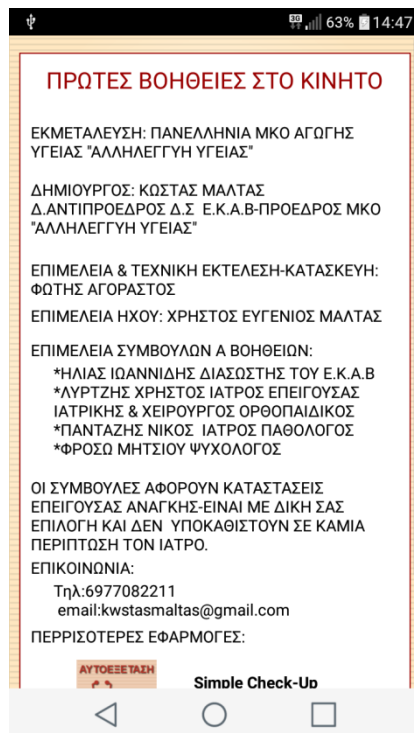 3G 63% 14:47
ΠΡΩΤΕΣ ΒΟΗΘΕΙΕΣ ΣΤΟ ΚΙΝΗΤΟ
ΕΚΜΕΤΑΛΕΥΣΗ: ΠΑΝΕΛΛΗΝΙΑ ΜΚΟ ΑΓΩΓΗΣ
ΥΓΕΙΑΣ "ΑΛΛΗΛΕΓΓΥΗ ΥΓΕΙΑΣ"
ΔΗΜΙΟΥΡΓΟΣ: ΚΩΣΤΑΣ ΜΑΛΤΑΣ
Δ.ΑΝΤΙΠΡΟΕΔΡΟΣ Δ.Σ Ε.Κ.Α.Β-ΠΡΟΕΔΡΟΣ ΜΚΟ
"ΑΛΛΗΛΕΓΓΥΗ ΥΓΕΙΑΣ"
ΕΠΙΜΕΛΕΙΑ & ΤΕΧΝΙΚΗ ΕΚΤΕΛΕΣΗ-ΚΑΤΑΣΚΕΥΗ:
ΦΩΤΗΣ ΑΓΟΡΑΣΤΟΣ
ΕΠΙΜΕΛΕΙΑ ΗΧΟΥ: ΧΡΗΣΤΟΣ ΕΥΓΕΝΙΟΣ ΜΑΛΤΑΣ
ΕΠΙΜΕΛΕΙΑ ΣΥΜΒΟΥΛΩΝ Α ΒΟΗΘΕΙΩΝ:
*ΗΛΙΑΣ ΙΩΑΝΝΙΔΗΣ ΔΙΑΣΩΣΤΗΣ ΤΟΥ Ε.Κ.Α.Β
*ΛΥΡΤΖΗΣ ΧΡΗΣΤΟΣ ΙΑΤΡΟΣ ΕΠΕΙΓΟΥΣΑΣ
ΙΑΤΡΙΚΗΣ & ΧΕΙΡΟΥΡΓΟΣ ΟΡΘΟΠΑΙΔΙΚΟΣ
*ΠΑΝΤΑΖΗΣ ΝΙΚΟΣ ΙΑΤΡΟΣ ΠΑΘΟΛΟΓΟΣ
*ΦΡΟΣΩ ΜΗΤΣΙΟΥ ΨΥΧΟΛΟΓΟΣ
ΟΙ ΣΥΜΒΟΥΛΕΣ ΑΦΟΡΟΥΝ ΚΑΤΑΣΤΑΣΕΙΣ
ΕΠΕΙΓΟΥΣΑΣ ΑΝΑΓΚΗΣ-ΕΙΝΑΙ ΜΕ ΔΙΚΗ ΣΑΣ
ΕΠΙΛΟΓΗ ΚΑΙ ΔΕΝ ΥΠΟΚΑΘΙΣΤΟΥΝ ΣΕ ΚΑΜΙΑ
ΠΕΡΙΠΤΩΣΗ ΤΟΝ ΙΑΤΡΟ.
ΕΠΙΚΟΙΝΩΝΙΑ:
Τηλ:6977082211
email:kwstasmaltas@gmail.com
ΠΕΡΡΙΣΟΤΕΡΕΣ ΕΦΑΡΜΟΓΕΣ:
ΑΥΤΟΕΞΕΤΑΣΗ
Simple Check-Up